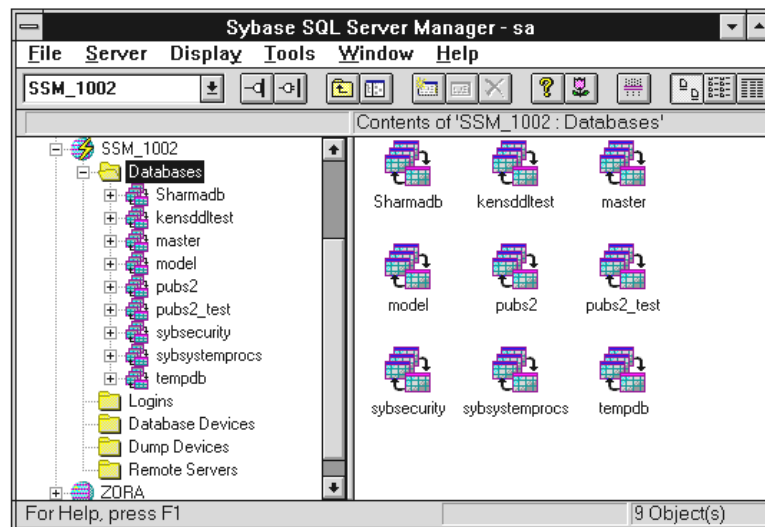 Sybase SQL Server Manager - sa
File Server Display Tools Window Help
SSM_1002
Contents of 'SSM_1002 : Databases'
SSM_1002
Databases
Sharmadb
kensddltest
master
model
pubs2
pubs2_test
sybsecurity
sybsystemprocs
tempdb
Logins
Database Devices
Dump Devices
Remote Servers
ZORA
Sharmadb kensddltest master
model pubs2 pubs2_test
sybsecurity sybsystemprocs tempdb
For Help, press F1 9 Object(s)